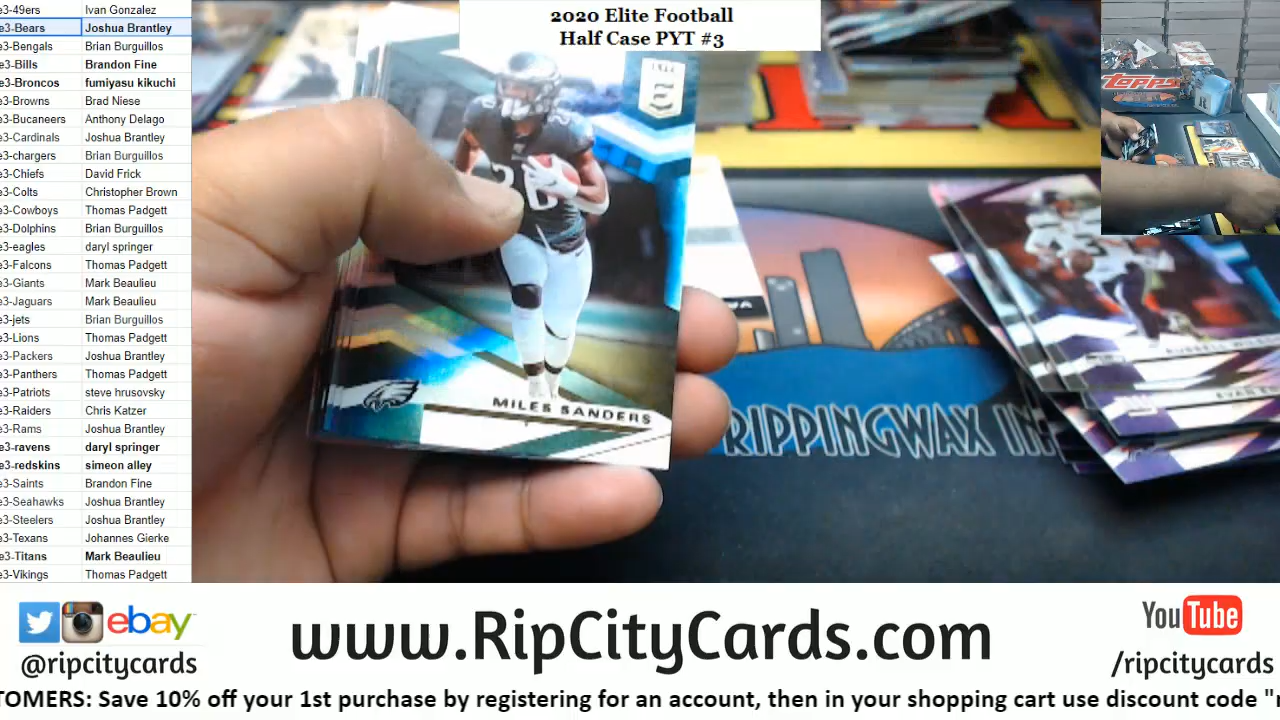 2020 Elite Football
Half Case PYT #3
e3-49ers Ivan Gonzalez
e3-Bears Joshua Brantley
e3-Bengals Brian Burguillos
e3-Bills Brandon Fine
e3-Broncos fumiyasu kikuchi
e3-Browns Brad Niese
e3-Bucaneers Anthony Delago
e3-Cardinals Joshua Brantley
e3-chargers Brian Burguillos
e3-Chiefs David Frick
e3-Colts Christopher Brown
e3-Cowboys Thomas Padgett
e3-Dolphins Brian Burguillos
e3-eagles daryl springer
e3-Falcons Thomas Padgett
e3-Giants Mark Beaulieu
e3-Jaguars Mark Beaulieu
e3-jets Brian Burguillos
e3-Lions Thomas Padgett
e3-Packers Joshua Brantley
e3-Panthers Thomas Padgett
e3-Patriots steve hrusovsky
e3-Raiders Chris Katzer
e3-Rams Joshua Brantley
e3-ravens daryl springer
e3-redskins simeon alley
e3-Saints Brandon Fine
e3-Seahawks Joshua Brantley
e3-Steelers Joshua Brantley
e3-Texans Johannes Gierke
e3-Titans Mark Beaulieu
e3-Vikings Thomas Padgett
MILES SANDERS
RIPPINGWAX IN
RUSSELL
EVAN
Topps
ebay
@ripcitycards
www.RipCityCards.com
YouTube
/ripcitycards
TOMERS: Save 10% off your 1st purchase by registering for an account, then in your shopping cart use discount code "